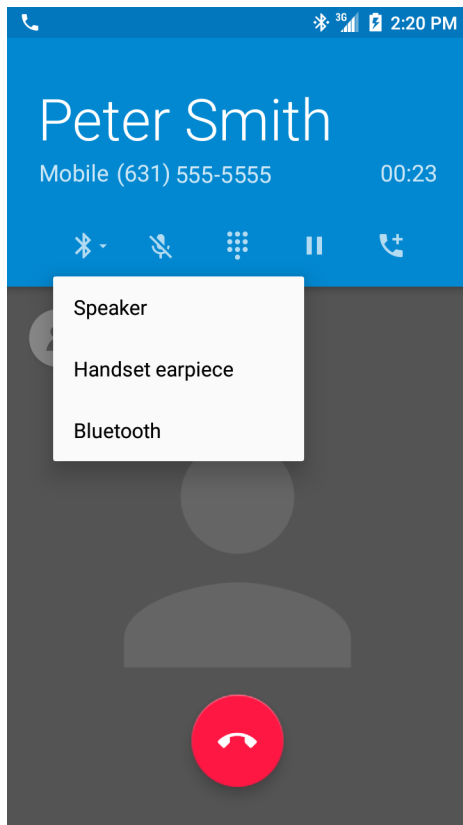 3G 2:20 PM
Peter Smith
Mobile (631) 555-5555 00:23
Speaker
Handset earpiece
Bluetooth